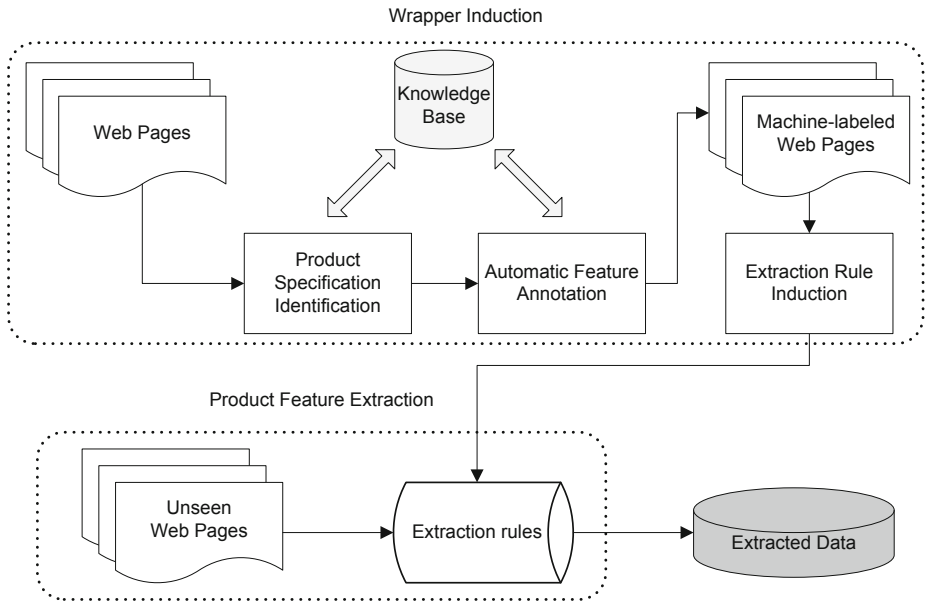 Wrapper Induction
Web Pages
Knowledge
Base
Machine-labeled
Web Pages
Product
Specification
Identification
Automatic Feature
Annotation
Extraction Rule
Induction
Product Feature Extraction
Unseen
Web Pages
Extraction rules
Extracted Data